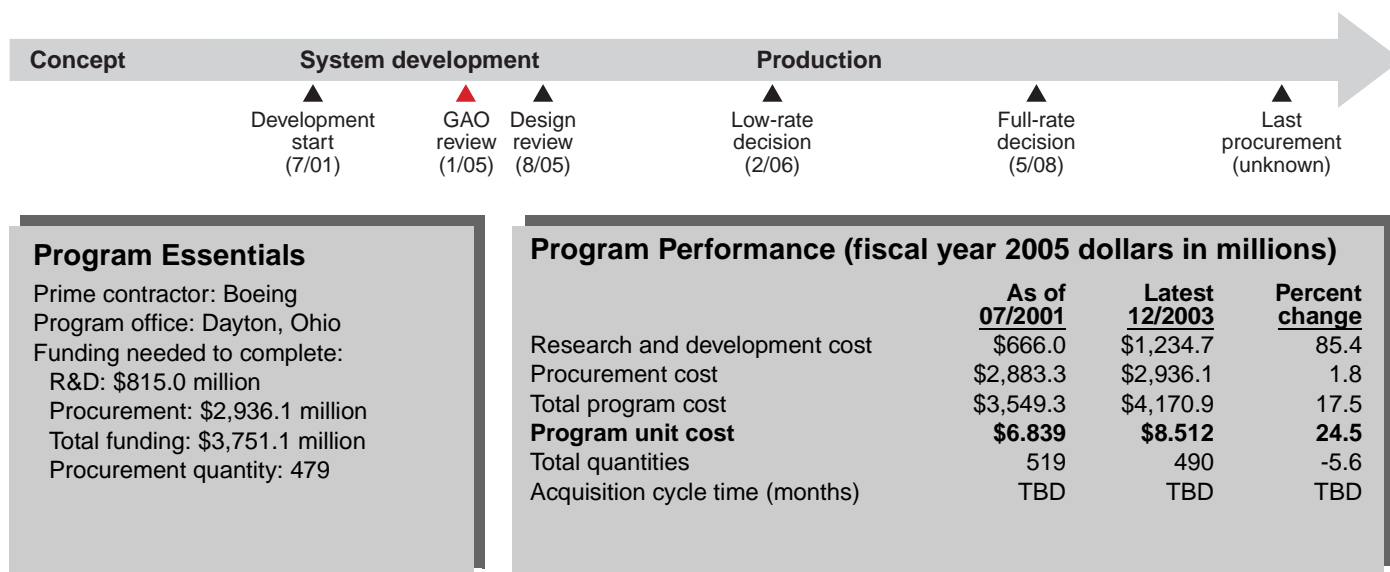 Concept System development Production
Development start (7/01)
GAO review (1/05)
Design review (8/05)
Low-rate decision (2/06)
Full-rate decision (5/08)
Last procurement (unknown)
Program Essentials
Prime contractor: Boeing
Program office: Dayton, Ohio
Funding needed to complete:
R&D: $815.0 million
Procurement: $2,936.1 million
Total funding: $3,751.1 million
Procurement quantity: 479
Program Performance (fiscal year 2005 dollars in millions)
As of Latest Percent
07/2001 12/2003 change
Research and development cost $666.0 $1,234.7 85.4
Procurement cost $2,883.3 $2,936.1 1.8
Total program cost $3,549.3 $4,170.9 17.5
Program unit cost $6.839 $8.512 24.5
Total quantities 519 490 -5.6
Acquisition cycle time (months) TBD TBD TBD